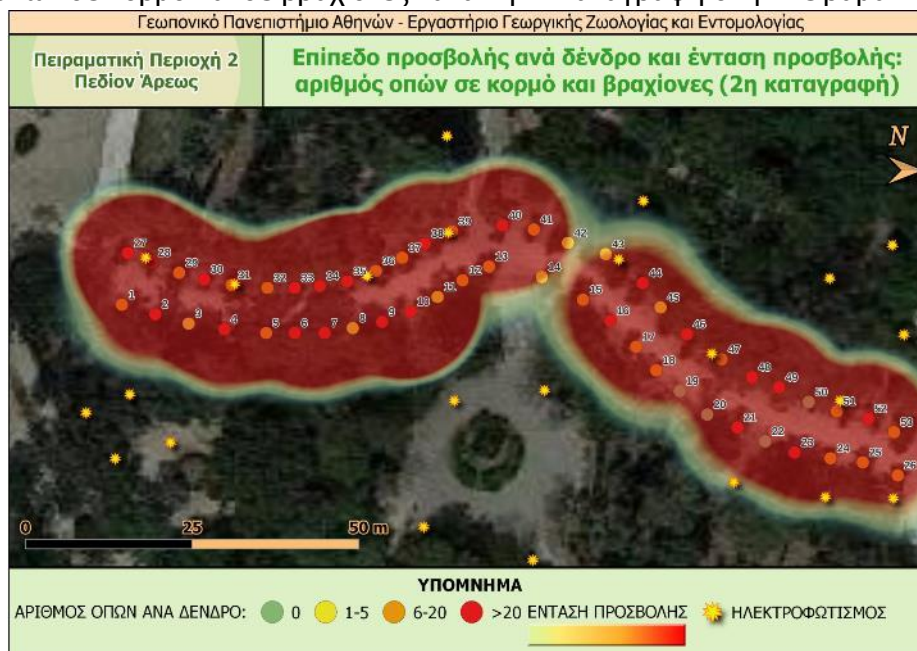 Γεωπονικό Πανεπιστήμιο Αθηνών - Εργαστήριο Γεωργικής Ζωολογίας και Εντομολογίας
Πειραματική Περιοχή 2
Πεδίον Άρεως
Επίπεδο προσβολής ανά δένδρο και ένταση προσβολής:
αριθμός οπών σε κορμό και βραχίονες (2η καταγραφή)
N
39 40 41
38 42
27 28 37 43
29 30 31 32 33 34 35 36 12 13 14 44
1 2 3 4 5 6 7 8 9 10 11 15 45
16 46
17 47
18 48 49
19 50 51 52 53
20 21 22 23 24 25 26
0 25 50 m
ΥΠΟΜΝΗΜΑ
ΑΡΙΘΜΟΣ ΟΠΩΝ ΑΝΑ ΔΕΝΔΡΟ: 0 1-5 6-20 >20 ΕΝΤΑΣΗ ΠΡΟΣΒΟΛΗΣ ΗΛΕΚΤΡΟΦΩΤΙΣΜΟΣ